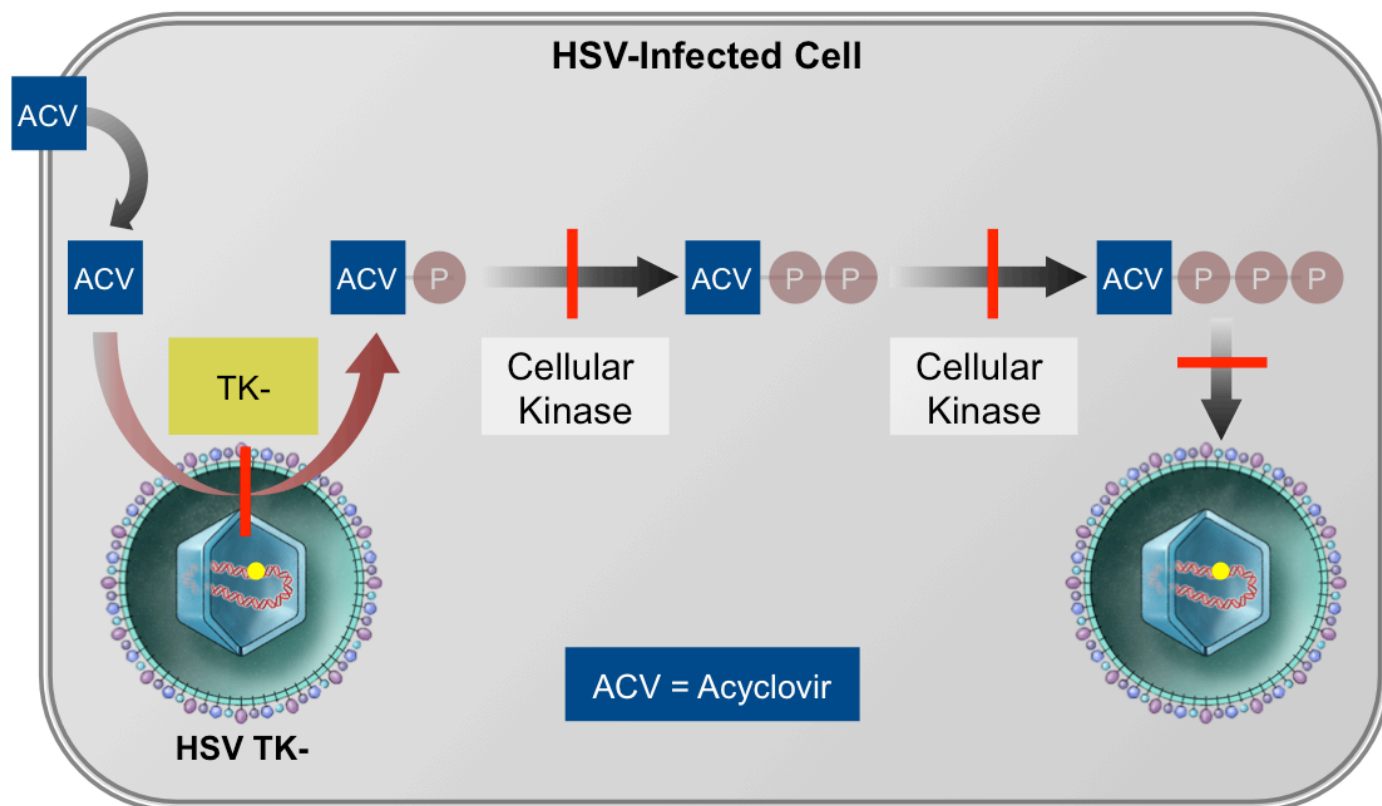 HSV-Infected Cell
ACV
ACV
ACV P
ACV P P
ACV P P P
TK-
Cellular
Kinase
Cellular
Kinase
ACV = Acyclovir
HSV TK-